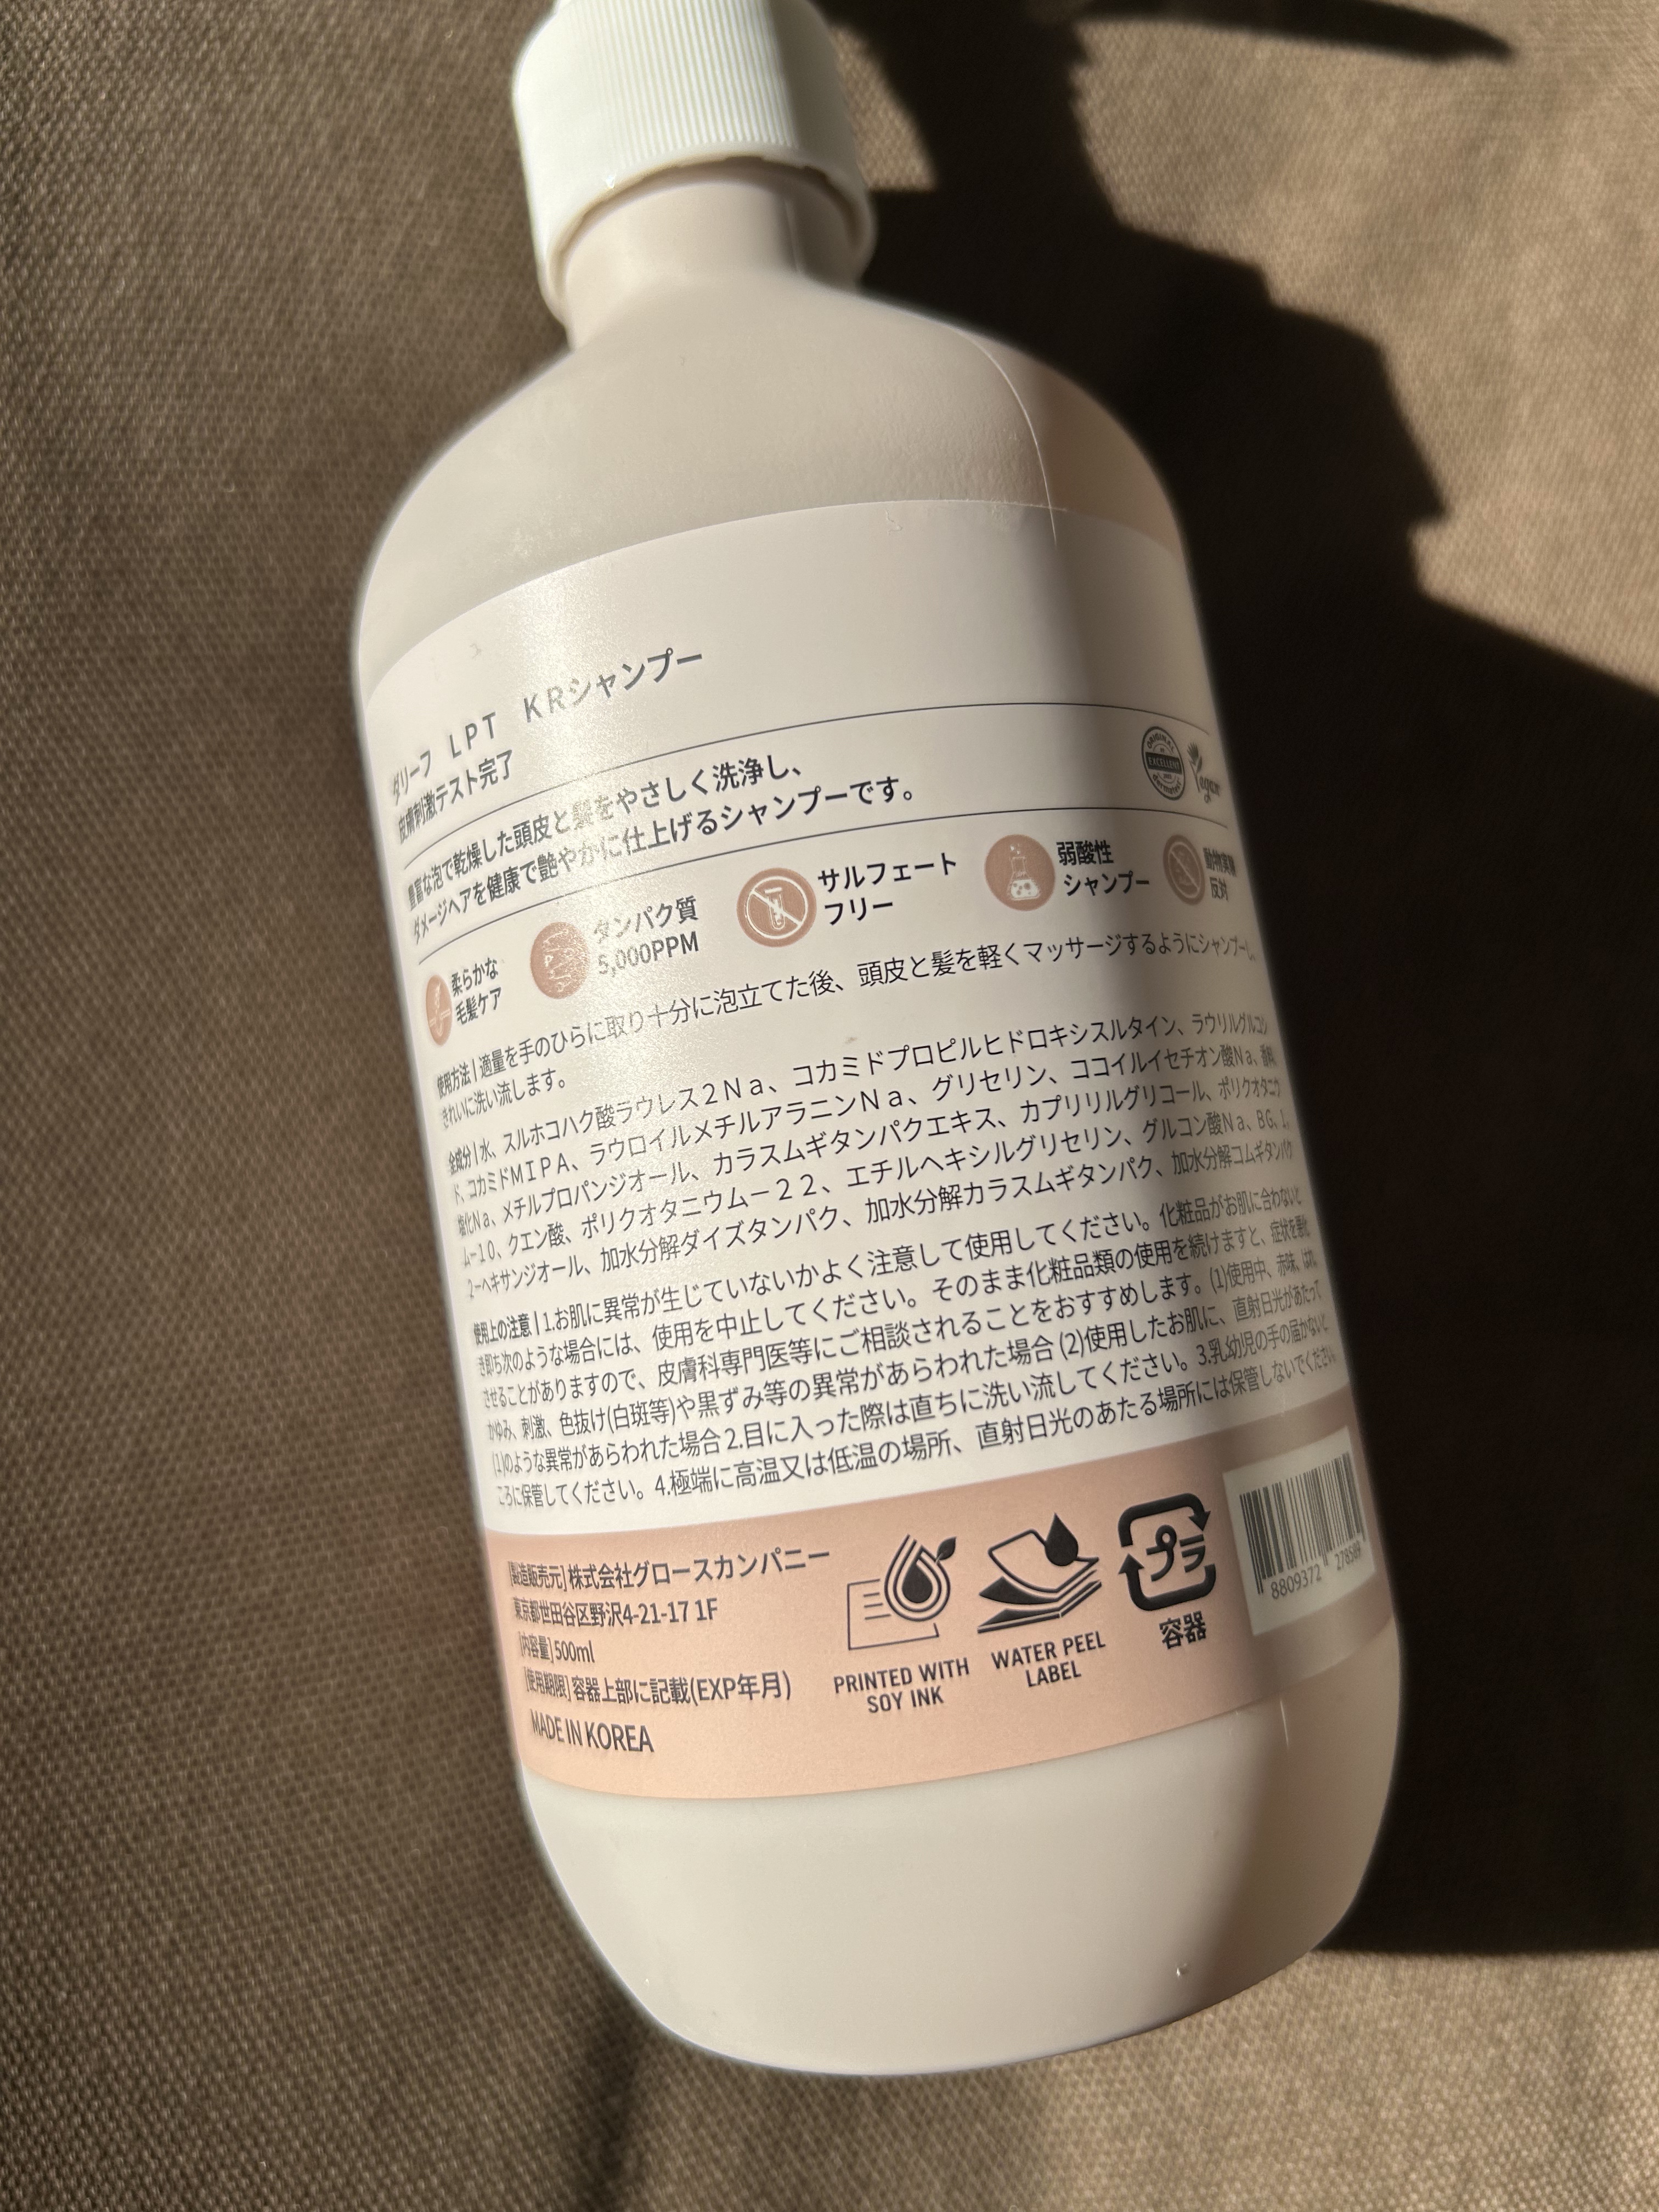 ダリーフ LPT KRシャンプー
皮膚刺激テスト完了
豊富な泡で乾燥した頭皮と髪をやさしく洗浄し、
ダメージヘアを健康で艶やかに仕上げるシャンプーです。
ORIGINAL
EXCELLENT
Vegan
柔らかな
毛髪ケア
タンパク質
5,000PPM
サルフェート
フリー
弱酸性
シャンプー
動物実験
反対
使用方法 | 適量を手のひらに取り十分に泡立てた後、頭皮と髪を軽くマッサージするようにシャンプーし、
きれいに洗い流します。
全成分 | 水、スルホコハク酸ラウレス2Na、コカミドプロピルヒドロキシスルタイン、ラウリルグルコシ
ド、コカミドMIPA、ラウロイルメチルアラニンNa、グリセリン、ココイルイセチオン酸Na、香料、
塩化Na、メチルプロパンジオール、カラスムギタンパクエキス、カプリリルグリコール、ポリクオタニウ
ム-10、クエン酸、ポリクオタニウム-22、エチルヘキシルグリセリン、グルコン酸Na、BG、1,
2-ヘキサンジオール、加水分解ダイズタンパク、加水分解カラスムギタンパク、加水分解コムギタンパク
使用上の注意 | 1.お肌に異常が生じていないかよく注意して使用してください。化粧品がお肌に合わないと
き即ち次のような場合には、使用を中止してください。そのまま化粧品類の使用を続けますと、症状を悪化
させることがありますので、皮膚科専門医等にご相談されることをおすすめします。(1)使用中、赤味、はれ、
かゆみ、刺激、色抜け(白斑等)や黒ずみ等の異常があらわれた場合 (2)使用したお肌に、直射日光があたって
(1)のような異常があらわれた場合 2.目に入った際は直ちに洗い流してください。3.乳幼児の手の届かないと
ころに保管してください。4.極端に高温又は低温の場所、直射日光のあたる場所には保管しないでください。
[製造販売元] 株式会社グロースカンパニー
東京都世田谷区野沢4-21-17 1F
[内容量] 500ml
[使用期限] 容器上部に記載(EXP年月)
MADE IN KOREA
PRINTED WITH
SOY INK
WATER PEEL
LABEL
プラ
容器
8809372 278589